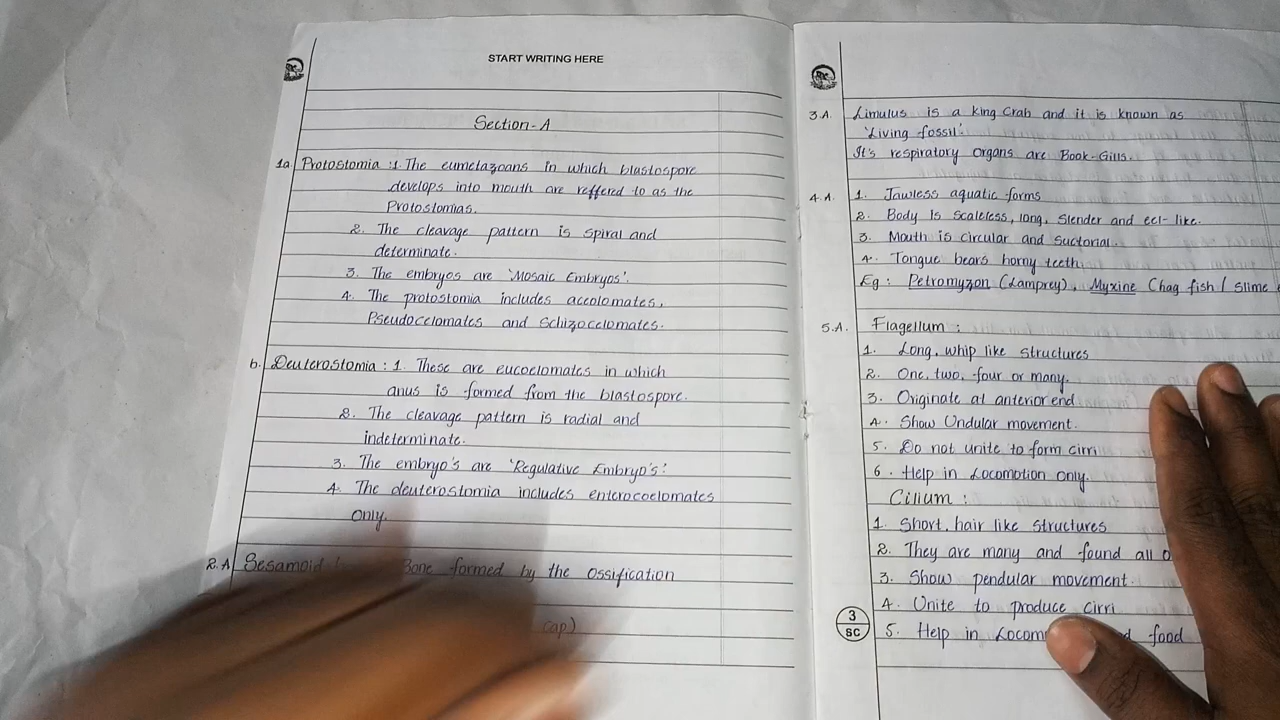 START WRITING HERE
Section-A
1a Protostomia : 1. The eumetazoans in which blastospore
develops into mouth are reffered to as the
Protostomias.
2. The cleavage pattern is spiral and
determinate.
3. The embryos are 'Mosaic Embryos'.
4. The protostomia includes acelomates,
Pseudocelomates and Schizocelomates.
b. Deuterostomia : 1. These are eucoelomates in which
anus is formed from the blastospore.
2. The cleavage pattern is radial and
indeterminate.
3. The embryo's are 'Regulative Embryo's'.
4. The deuterostomia includes enterocoelomates
only.
2.A Sesamoid Bone formed by the Ossification
cap)
3.A. Limulus is a king Crab and it is known as
'Living fossil'.
It's respiratory Organs are Book-Gills.
4.A. 1. Jawless aquatic forms
2. Body is scaleless, long, slender and eel-like.
3. Mouth is circular and suctorial.
4. Tongue bears horny teeth.
Eg : Petromyzon (Lamprey), Myxine (hag fish / Slime
5.A. Flagellum :
1. Long, whip like structures
2. One, two, four or many.
3. Originate at anterior end
4. Show Undular movement.
5. Do not unite to form cirri
6. Help in Locomotion only.
Cilium :
1. Short, hair like structures
2. They are many and found all
3. Show pendular movement.
4. Unite to produce cirri
3
SC
5. Help in food